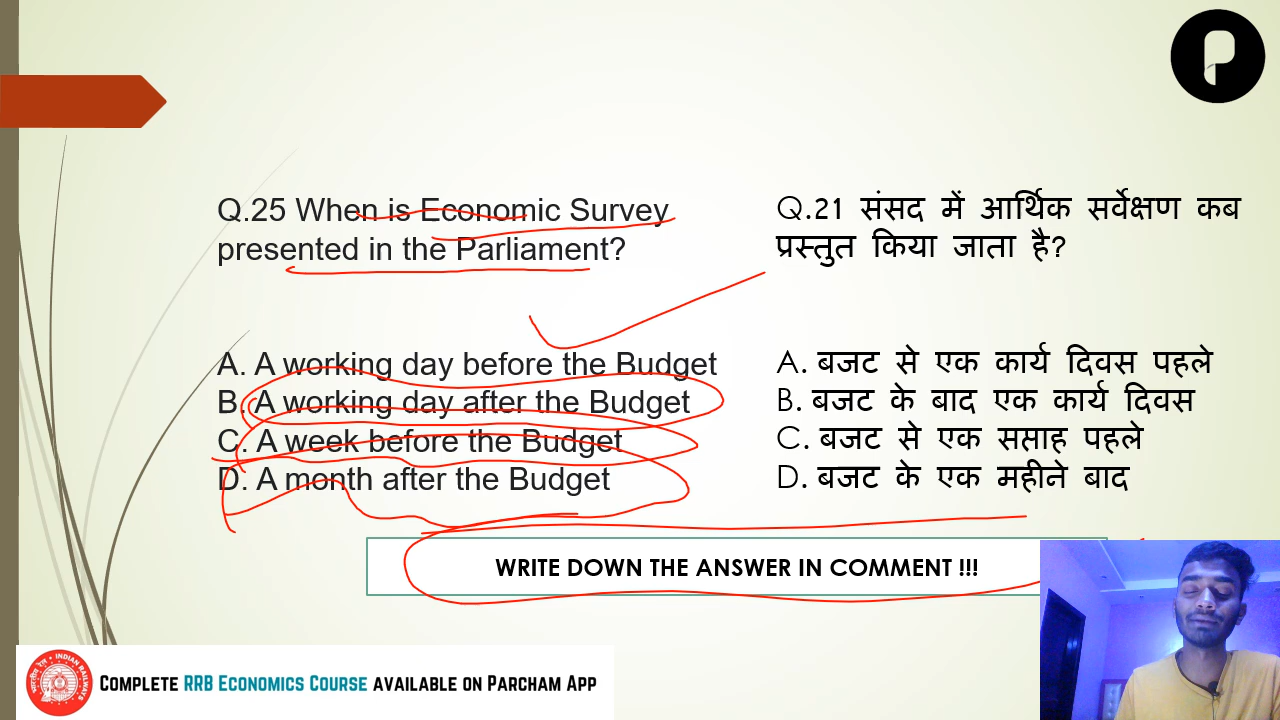 Q.25 When is Economic Survey
presented in the Parliament?
A. A working day before the Budget
B. A working day after the Budget
C. A week before the Budget
D. A month after the Budget
Q.21 संसद में आर्थिक सर्वेक्षण कब
प्रस्तुत किया जाता है?
A. बजट से एक कार्य दिवस पहले
B. बजट के बाद एक कार्य दिवस
C. बजट से एक सप्ताह पहले
D. बजट के एक महीने बाद
WRITE DOWN THE ANSWER IN COMMENT !!!
COMPLETE RRB ECONOMICS COURSE AVAILABLE ON PARCHAM APP
INDIAN RAILWAYS
भारतीय रेल